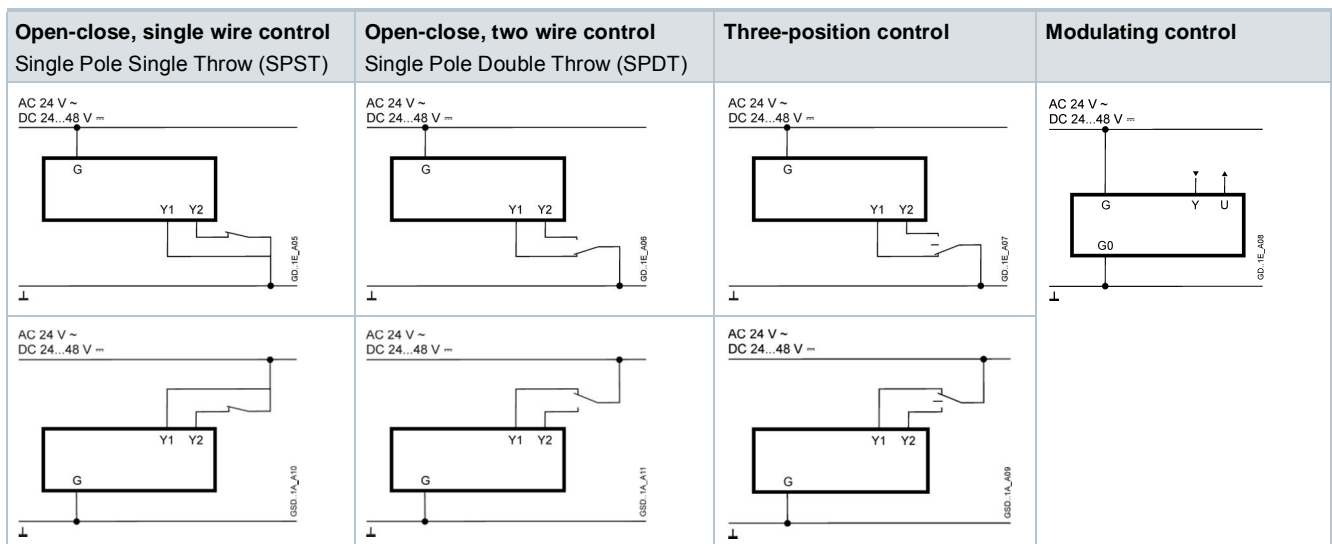 Open-close, single wire control
Single Pole Single Throw (SPST)
Open-close, two wire control
Single Pole Double Throw (SPDT)
Three-position control
Modulating control
AC 24 V ~
DC 24...48 V ⎓
G
Y1 Y2
GD..1E_A05
⊥
AC 24 V ~
DC 24...48 V ⎓
G
Y1 Y2
GD..1E_A06
⊥
AC 24 V ~
DC 24...48 V ⎓
G
Y1 Y2
GD..1E_A07
⊥
AC 24 V ~
DC 24...48 V ⎓
G Y U
G0
GD..1E_A08
⊥
AC 24 V ~
DC 24...48 V ⎓
Y1 Y2
G
GSD..1A_A10
⊥
AC 24 V ~
DC 24...48 V ⎓
Y1 Y2
G
GSD..1A_A11
⊥
AC 24 V ~
DC 24...48 V ⎓
Y1 Y2
G
GSD..1A_A09
⊥